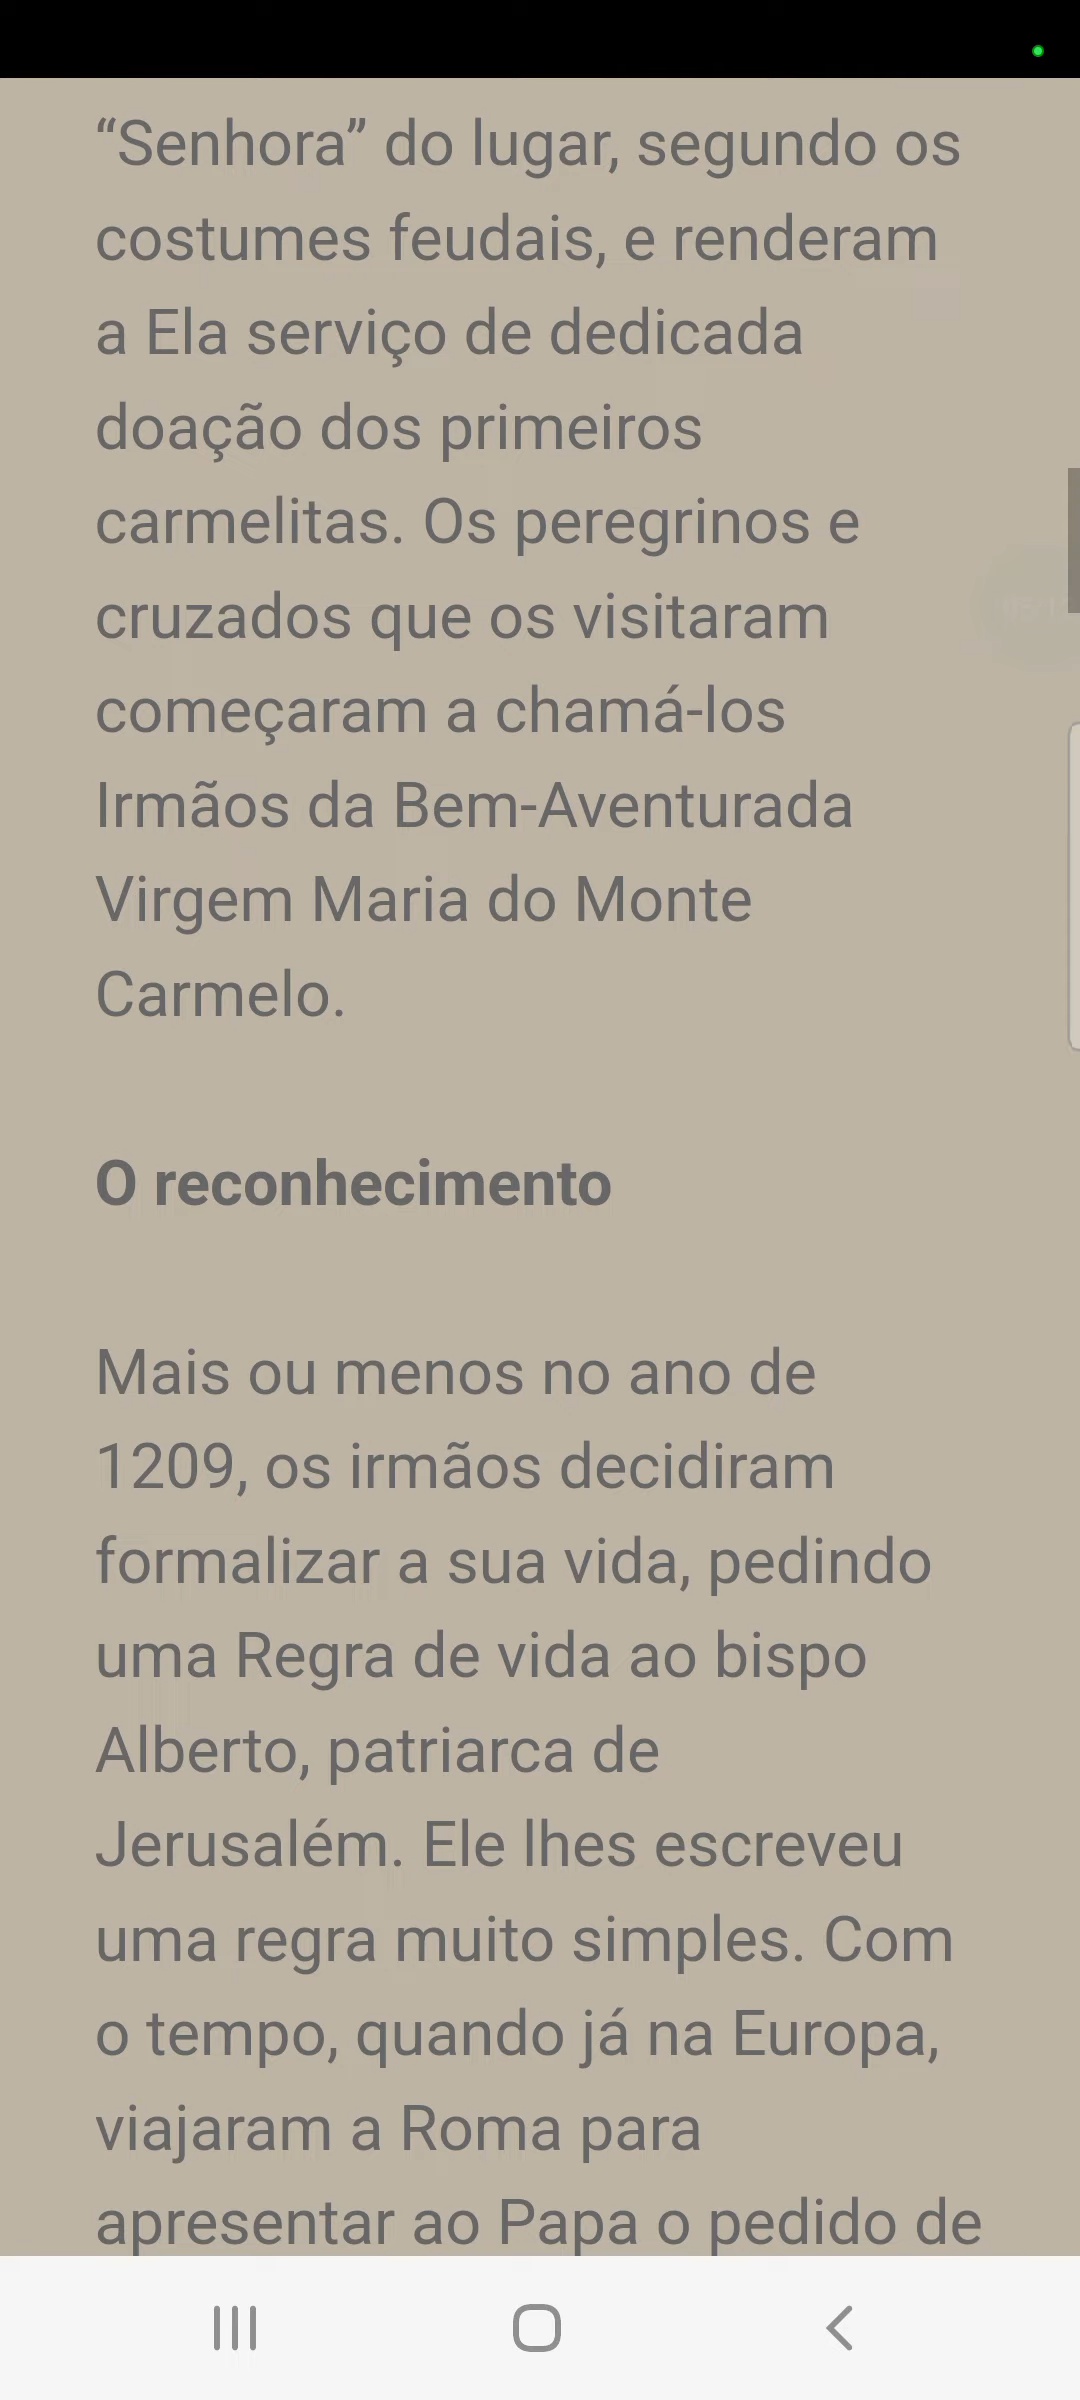 “Senhora” do lugar, segundo os
costumes feudais, e renderam
a Ela serviço de dedicada
doação dos primeiros
carmelitas. Os peregrinos e
cruzados que os visitaram
começaram a chamá-los
Irmãos da Bem-Aventurada
Virgem Maria do Monte
Carmelo.
O reconhecimento
Mais ou menos no ano de
1209, os irmãos decidiram
formalizar a sua vida, pedindo
uma Regra de vida ao bispo
Alberto, patriarca de
Jerusalém. Ele lhes escreveu
uma regra muito simples. Com
o tempo, quando já na Europa,
viajaram a Roma para
apresentar ao Papa o pedido de